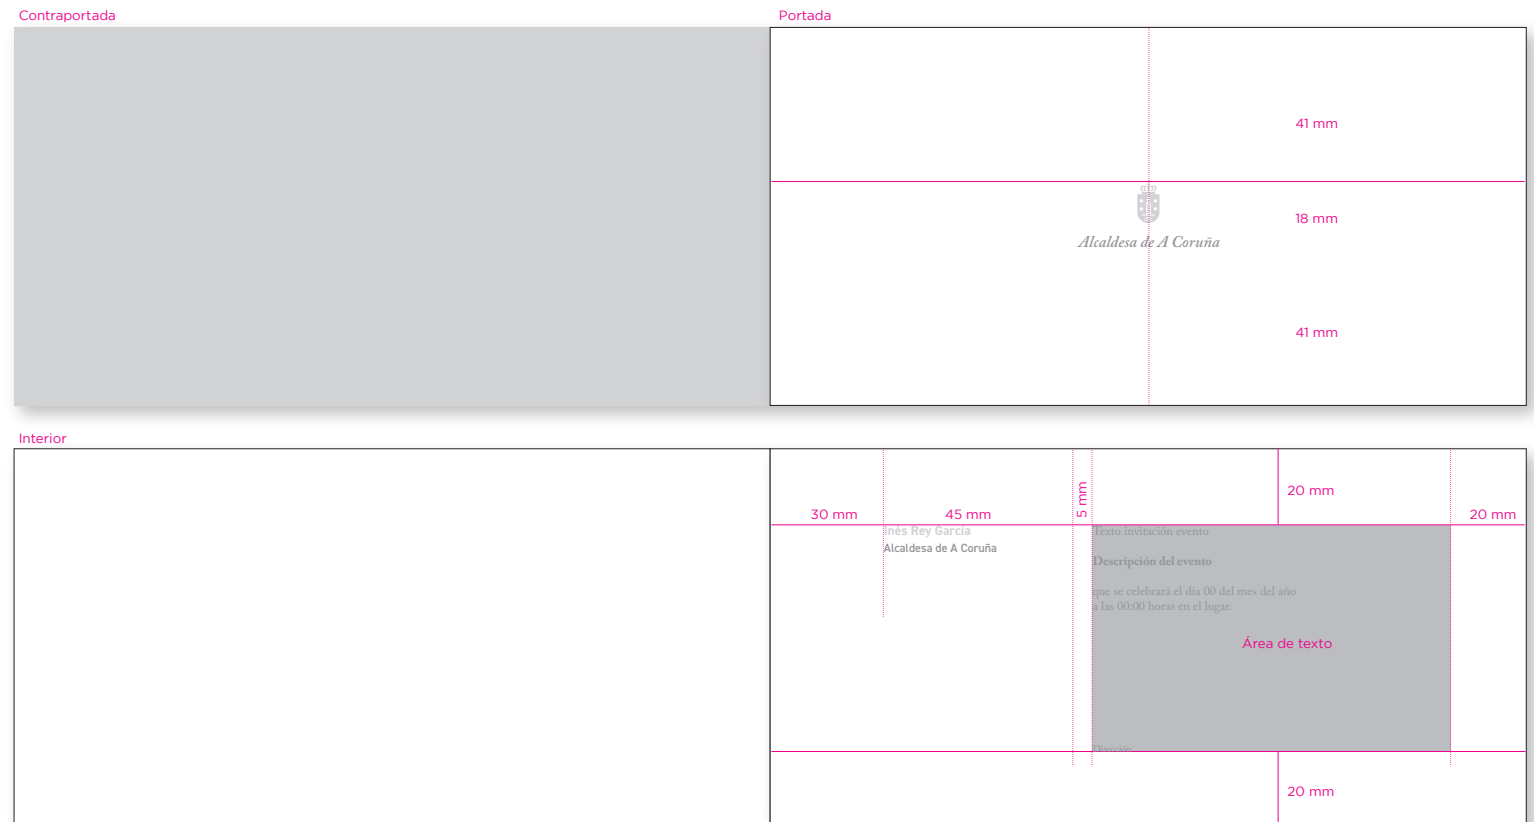 Contraportada
Portada
41 mm
18 mm
Alcaldesa de A Coruña
41 mm
Interior
20 mm
30 mm
45 mm
5 mm
20 mm
Inés Rey García
Alcaldesa de A Coruña
Texto invitación evento
Descripción del evento
que se celebrará el día 00 del mes del año
a las 00:00 horas en el lugar.
Área de texto
Dirección
20 mm